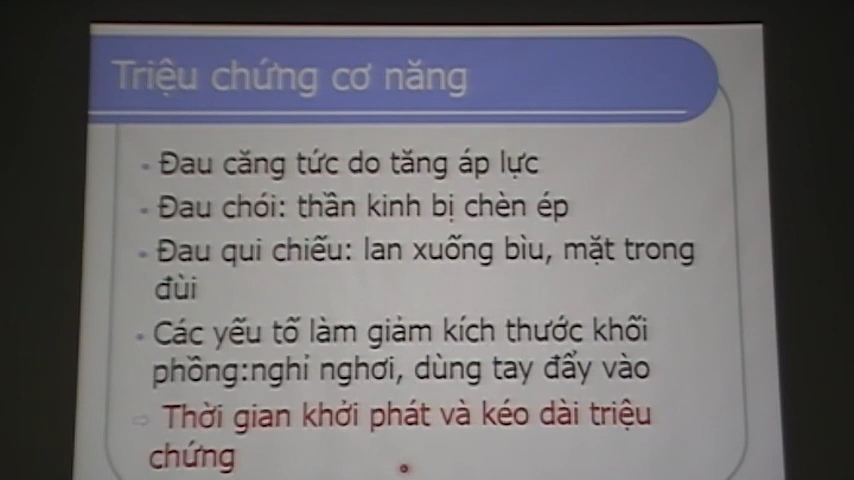 Triệu chứng cơ năng
- Đau căng tức do tăng áp lực
- Đau chói: thần kinh bị chèn ép
- Đau qui chiếu: lan xuống bìu, mặt trong
đùi
- Các yếu tố làm giảm kích thước khối
phồng:nghỉ nghơi, dùng tay đẩy vào
⇨ Thời gian khởi phát và kéo dài triệu
chứng